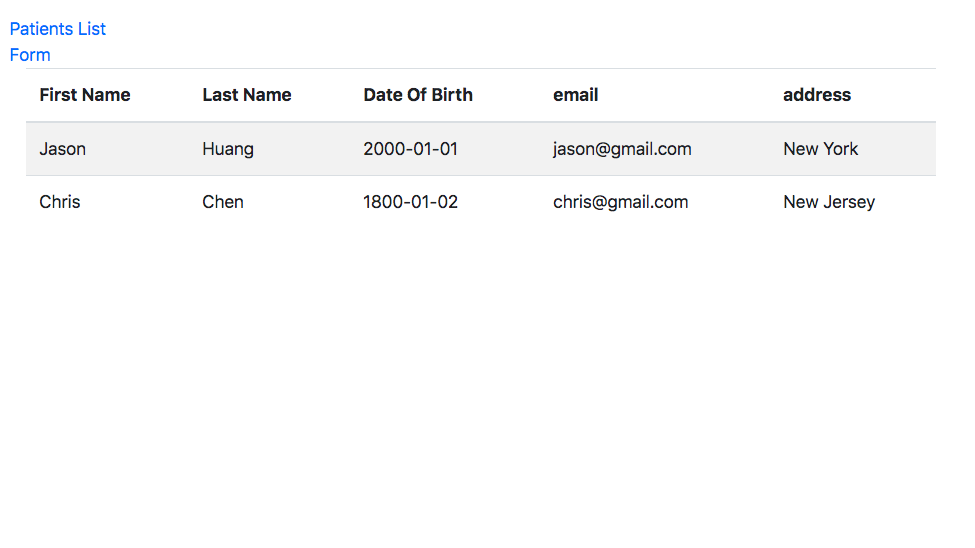 Patients List
Form
First Name Last Name Date Of Birth email address
Jason Huang 2000-01-01 jason@gmail.com New York
Chris Chen 1800-01-02 chris@gmail.com New Jersey